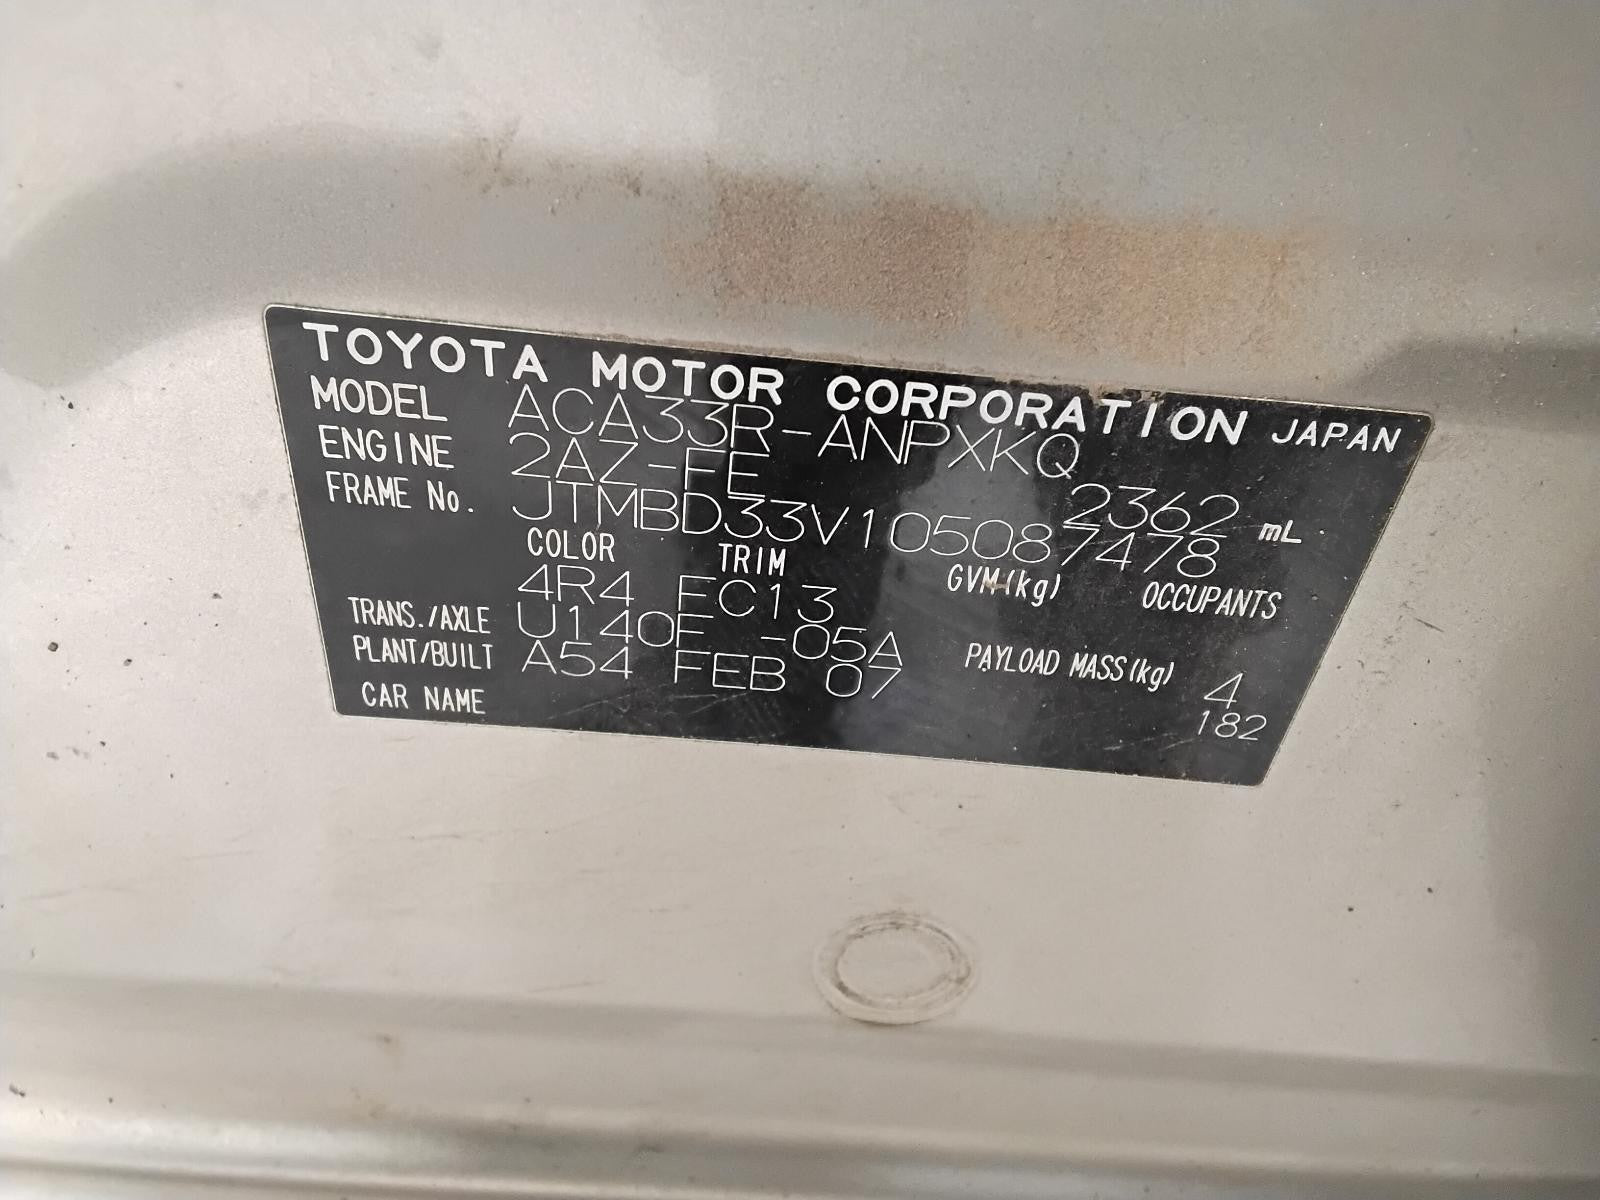 TOYOTA MOTOR CORPORATION JAPAN
MODEL ACA33R-ANPXKQ
ENGINE 2AZ-FE 2362 mL
FRAME No. JTMBD33V105087478
COLOR TRIM GVM(kg) OCCUPANTS
4R4 FC13
TRANS./AXLE U140F -05A PAYLOAD MASS(kg) 4
PLANT/BUILT A54 FEB 07 182
CAR NAME